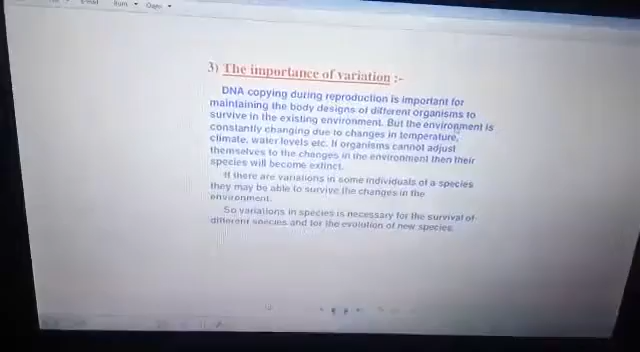 E-mail Burn Open
3) The importance of variation :-
DNA copying during reproduction is important for
maintaining the body designs of different organisms to
survive in the existing environment. But the environment is
constantly changing due to changes in temperature,
climate, water levels etc. If organisms cannot adjust
themselves to the changes in the environment then their
species will become extinct.
If there are variations in some individuals of a species
they may be able to survive the changes in the
environment.
So variations in species is necessary for the survival of
different species and for the evolution of new species.